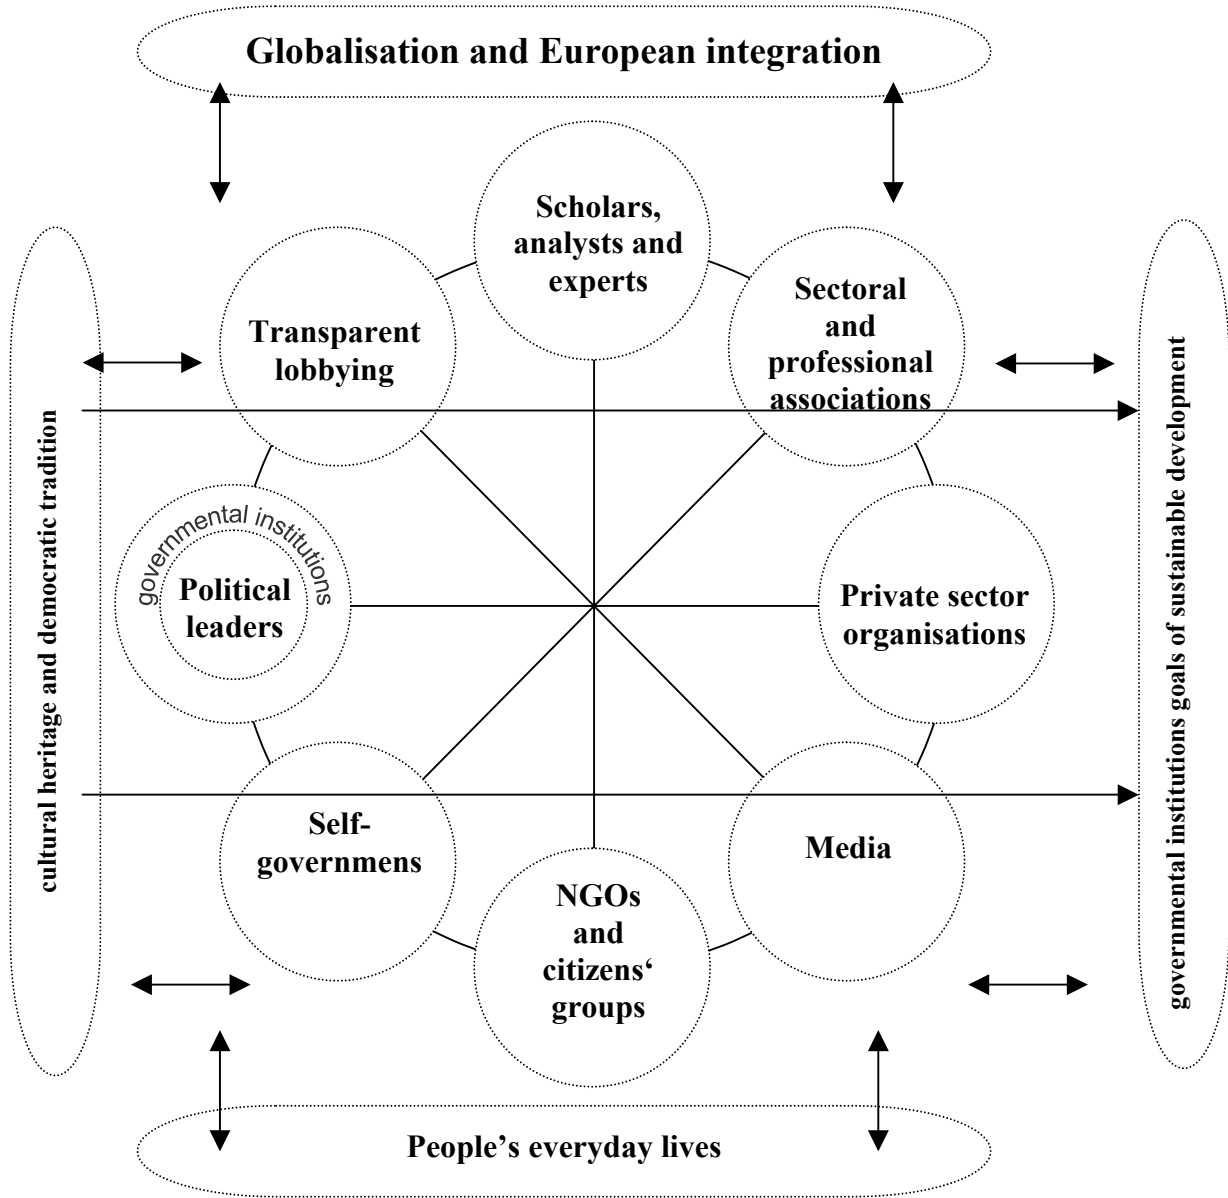 Globalisation and European integration
Scholars,
analysts and
experts
Transparent
lobbying
Sectoral
and
professional
associations
cultural heritage and democratic tradition
governmental institutions
Political
leaders
Private sector
organisations
governmental institutions goals of sustainable development
Self-
governmens
Media
NGOs
and
citizens‘
groups
People’s everyday lives